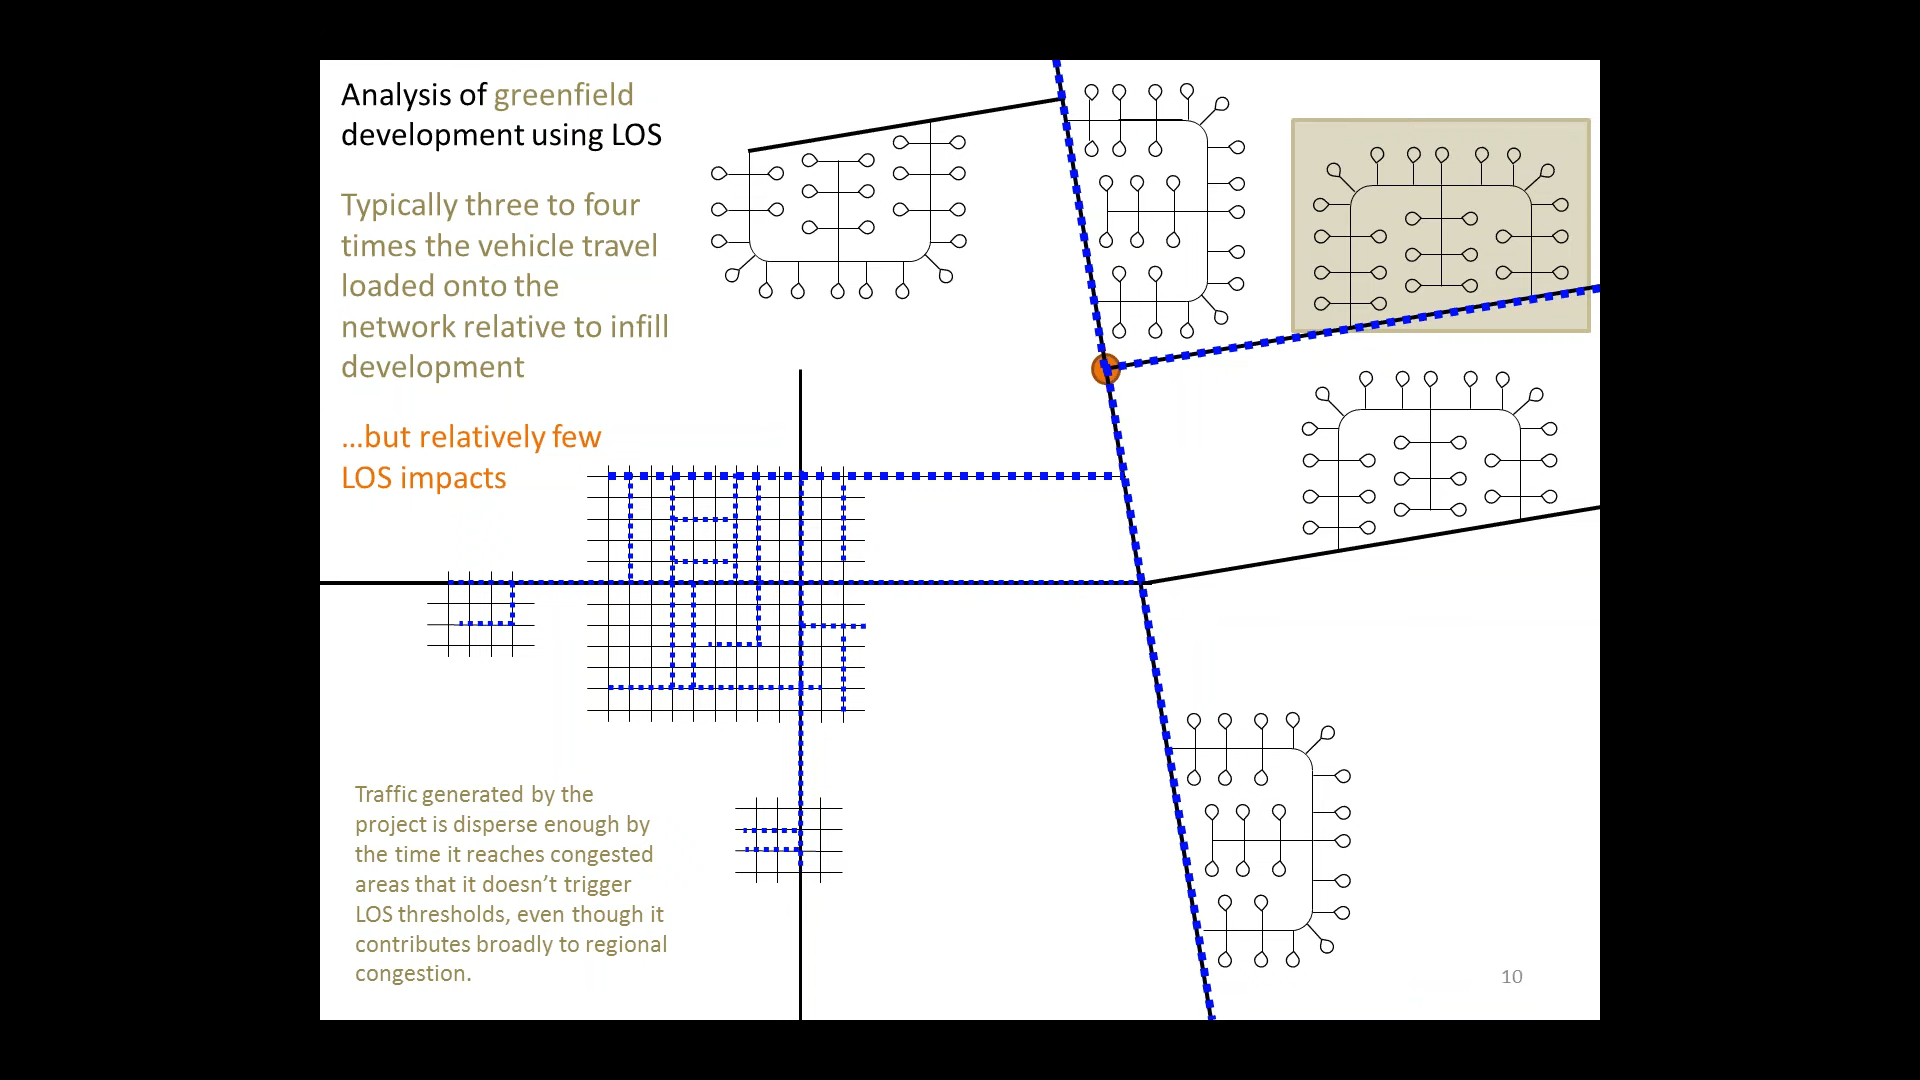 Analysis of greenfield
development using LOS
Typically three to four
times the vehicle travel
loaded onto the
network relative to infill
development
…but relatively few
LOS impacts
Traffic generated by the
project is disperse enough by
the time it reaches congested
areas that it doesn’t trigger
LOS thresholds, even though it
contributes broadly to regional
congestion.
10